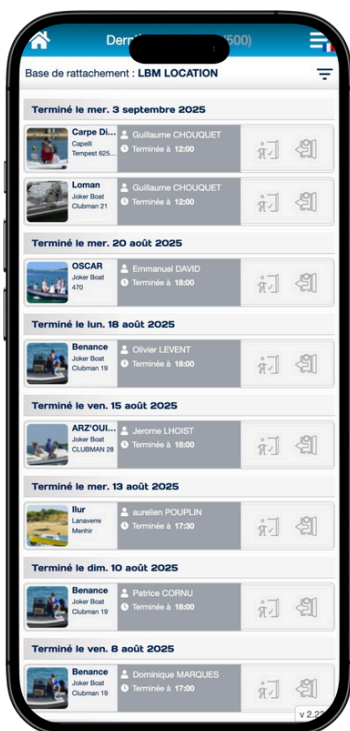 (500)
Base de rattachement : LBM LOCATION
Terminé le mer. 3 septembre 2025
Carpe Di...
Capelli
Tempest 625...
Guillaume CHOUQUET
Terminée à 12:00
Loman
Joker Boat
Clubman 21
Guillaume CHOUQUET
Terminée à 12:00
Terminé le mer. 20 août 2025
OSCAR
Joker Boat
470
Emmanuel DAVID
Terminée à 18:00
Terminé le lun. 18 août 2025
Benance
Joker Boat
Clubman 19
Olivier LEVENT
Terminée à 18:00
Terminé le ven. 15 août 2025
ARZ'OUI...
Joker Boat
CLUBMAN 28
Jerome LHOIST
Terminée à 18:00
Terminé le mer. 13 août 2025
Ilur
Lanaverre
Menhir
aurelien POUPLIN
Terminée à 17:30
Terminé le dim. 10 août 2025
Benance
Joker Boat
Clubman 19
Patrice CORNU
Terminée à 18:00
Terminé le ven. 8 août 2025
Benance
Joker Boat
Clubman 19
Dominique MARQUES
Terminée à 17:00